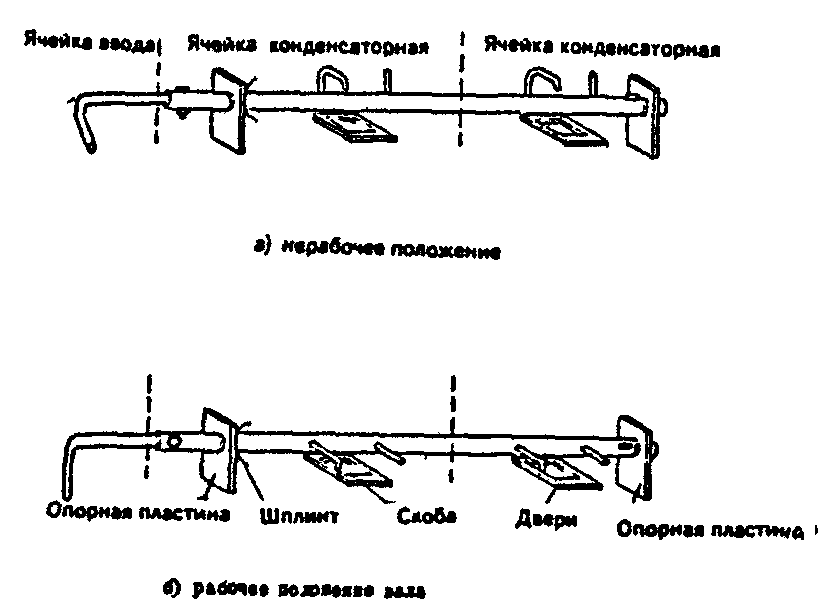 Ячейка ввода Ячейка конденсаторная Ячейка конденсаторная
а) нерабочее положение
Опорная пластина Шплинт Скоба Двери Опорная пластина
б) рабочее положение вала